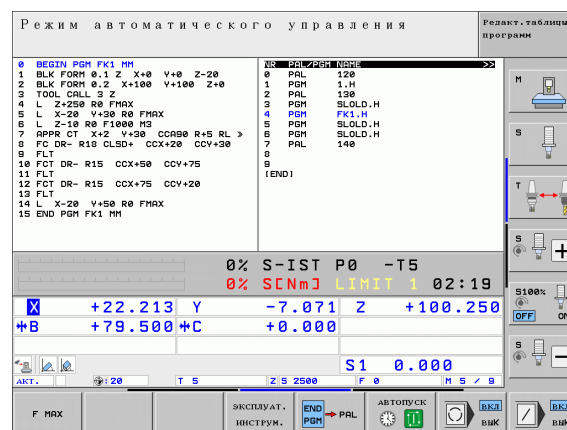 Режим автоматического управления
Редакт.таблицы
программ
0 BEGIN PGM FK1 MM
1 BLK FORM 0.1 Z X+0 Y+0 Z-20
2 BLK FORM 0.2 X+100 Y+100 Z+0
3 TOOL CALL 3 Z
4 L Z+250 R0 FMAX
5 L X-20 Y+30 R0 FMAX
6 L Z-10 R0 F1000 M3
7 APPR CT X+2 Y+30 CCA90 R+5 RL »
8 FC DR- R18 CLSD+ CCX+20 CCY+30
9 FLT
10 FCT DR- R15 CCX+50 CCY+75
11 FLT
12 FCT DR- R15 CCX+75 CCY+20
13 FLT
14 L X-20 Y+50 R0 FMAX
15 END PGM FK1 MM
NR PAL/PGM NAME >>
0 PAL 120
1 PGM 1.H
2 PAL 130
3 PGM SLOLD.H
4 PGM FK1.H
5 PGM SLOLD.H
6 PGM SLOLD.H
7 PAL 140
8
9
[END]
0% S-IST P0 -T5
0% S[Nm] LIMIT 1 02:19
X +22.213 Y -7.071 Z +100.250
B +79.500 C +0.000
S1 0.000
АКТ. : 20 T 5 Z S 2500 F 0 M 5 / 9
M
S
T
S +
S100%
OFF ON
S -
F MAX
ЭКСПЛУАТ.
ИНСТРУМ.
END
PGM → PAL
АВТОПУСК
ВКЛ
ВЫК
ВКЛ
ВЫК